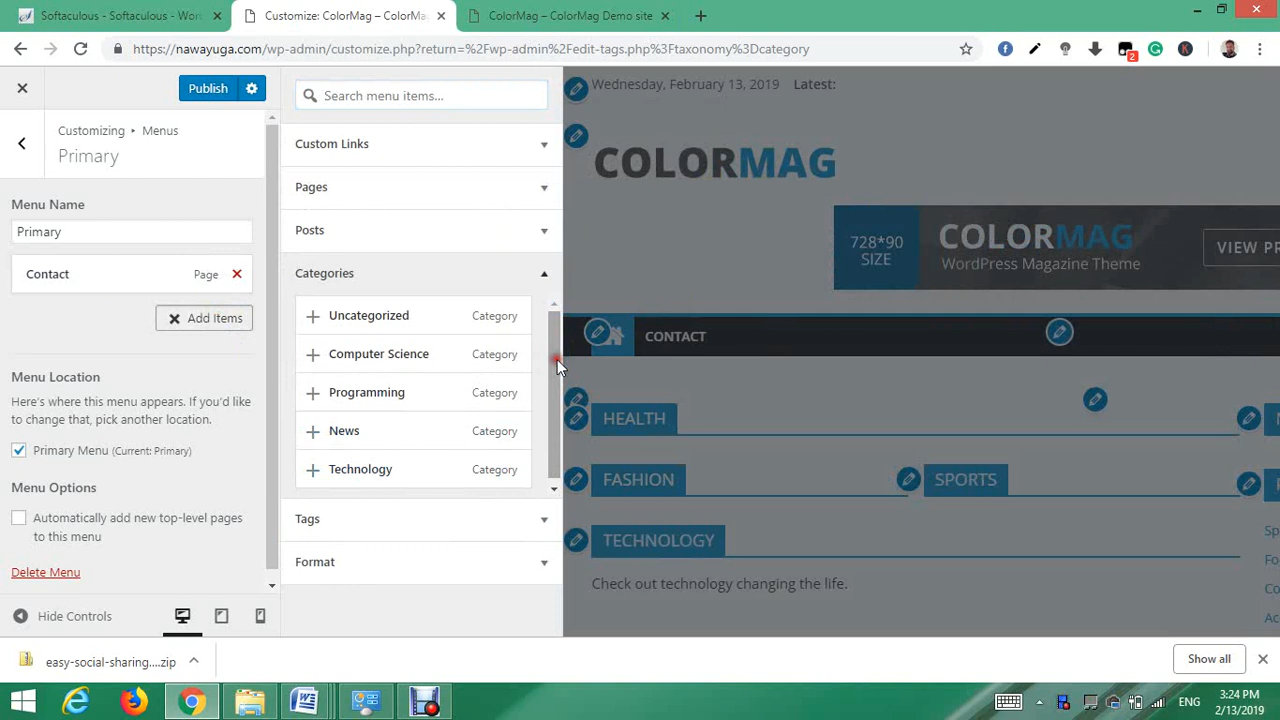 Softaculous - Softaculous - Wor
Customize: ColorMag – ColorMa
ColorMag – ColorMag Demo site
https://nawayuga.com/wp-admin/customize.php?return=%2Fwp-admin%2Fedit-tags.php%3Ftaxonomy%3Dcategory
2
Publish
Customizing ▸ Menus
Primary
Menu Name
Primary
Contact Page
Add Items
Menu Location
Here's where this menu appears. If you'd like
to change that, pick another location.
Primary Menu (Current: Primary)
Menu Options
Automatically add new top-level pages
to this menu
Delete Menu
Hide Controls
Search menu items...
Custom Links
Pages
Posts
Categories
Uncategorized Category
Computer Science Category
Programming Category
News Category
Technology Category
Tags
Format
Wednesday, February 13, 2019 Latest:
COLORMAG
728*90
SIZE
COLORMAG
WordPress Magazine Theme
VIEW PR
CONTACT
HEALTH
FASHION
SPORTS
TECHNOLOGY
Check out technology changing the life.
Sp
Fo
Co
Ac
easy-social-sharing....zip
Show all
ENG
3:24 PM
2/13/2019